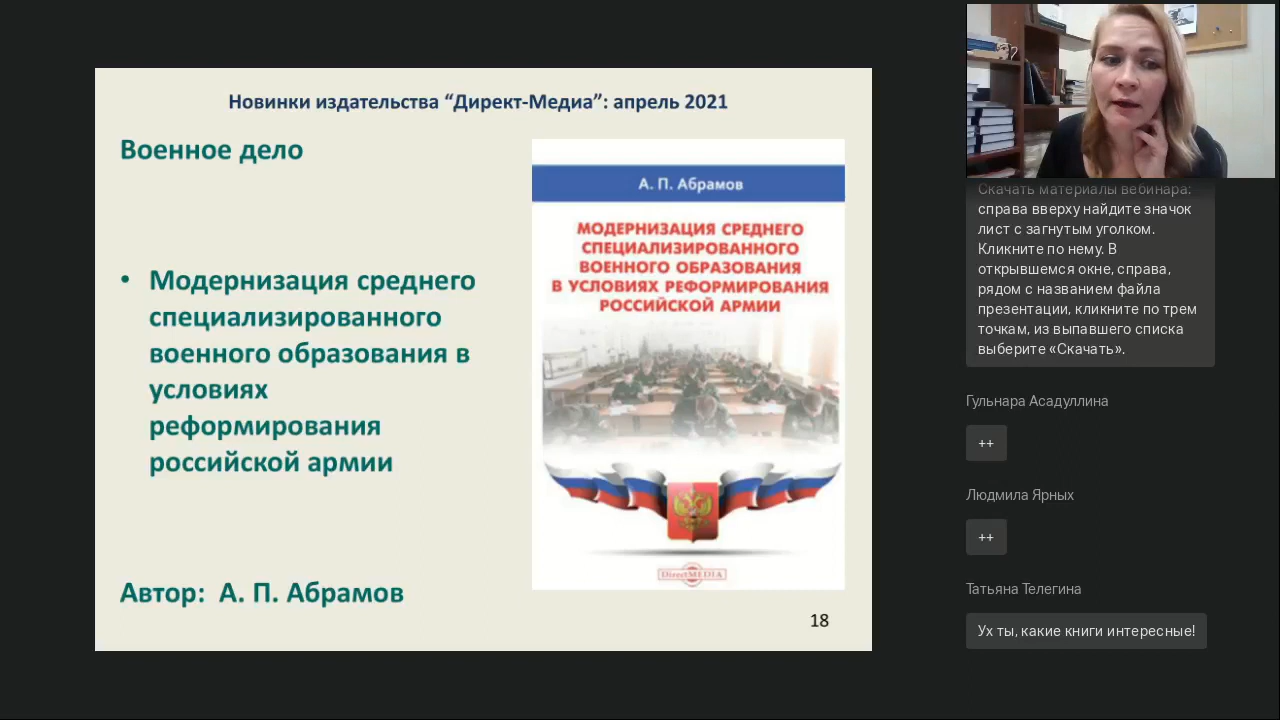 Новинки издательства “Директ-Медиа”: апрель 2021
Военное дело
• Модернизация среднего
специализированного
военного образования в
условиях
реформирования
российской армии
Автор: А. П. Абрамов
А. П. Абрамов
МОДЕРНИЗАЦИЯ СРЕДНЕГО
СПЕЦИАЛИЗИРОВАННОГО
ВОЕННОГО ОБРАЗОВАНИЯ
В УСЛОВИЯХ РЕФОРМИРОВАНИЯ
РОССИЙСКОЙ АРМИИ
DirectMEDIA
18
Скачать материалы вебинара:
справа вверху найдите значок
лист с загнутым уголком.
Кликните по нему. В
открывшемся окне, справа,
рядом с названием файла
презентации, кликните по трем
точкам, из выпавшего списка
выберите «Скачать».
Гульнара Асадуллина
++
Людмила Ярных
++
Татьяна Телегина
Ух ты, какие книги интересные!